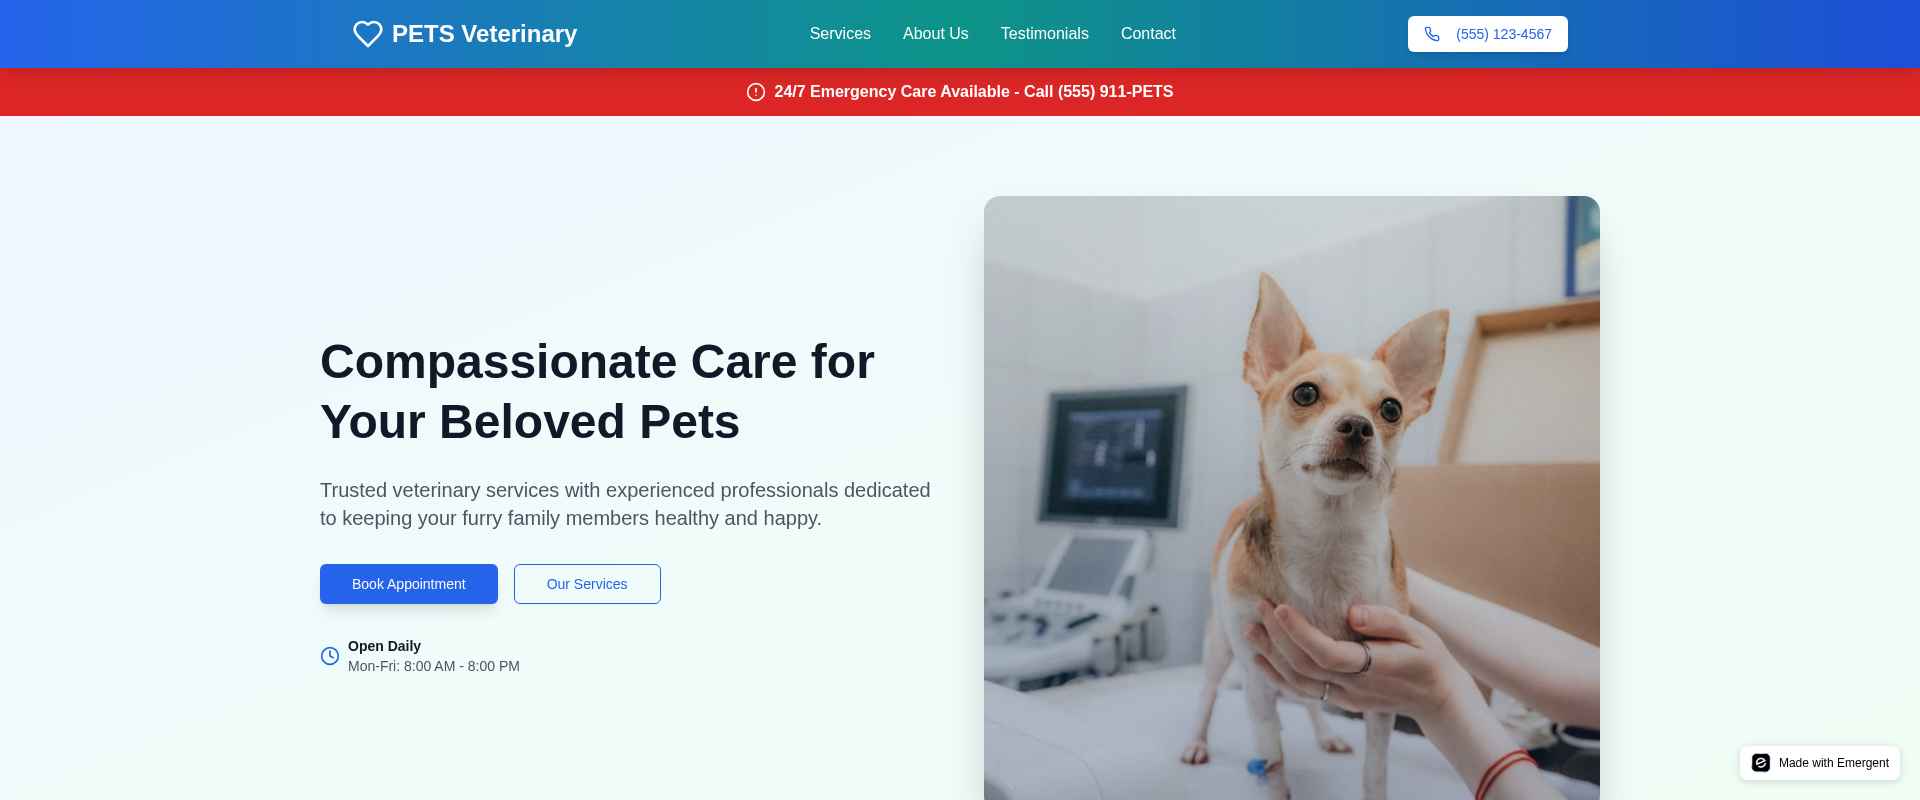 PETS Veterinary
Services
About Us
Testimonials
Contact
(555) 123-4567
24/7 Emergency Care Available - Call (555) 911-PETS
Compassionate Care for
Your Beloved Pets
Trusted veterinary services with experienced professionals dedicated
to keeping your furry family members healthy and happy.
Book Appointment
Our Services
Open Daily
Mon-Fri: 8:00 AM - 8:00 PM
Made with Emergent